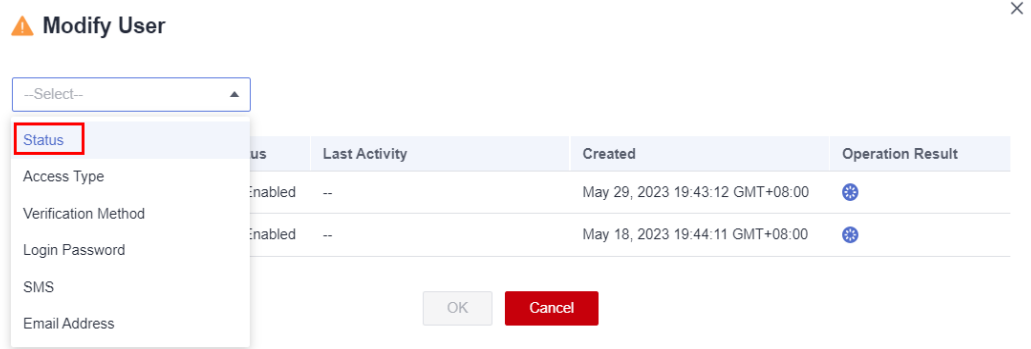 Modify User
--Select--
Status
Access Type
Verification Method
Login Password
SMS
Email Address
Last Activity Created Operation Result
Enabled -- May 29, 2023 19:43:12 GMT+08:00
Enabled -- May 18, 2023 19:44:11 GMT+08:00
OK Cancel